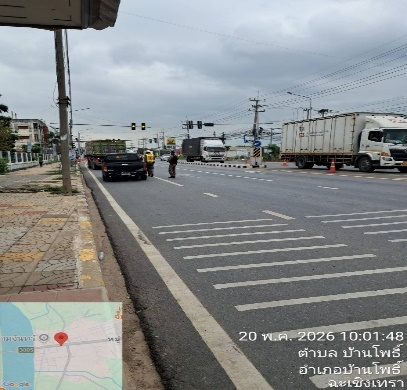 20 พ.ค. 2026 10:01:48
ตำบล บ้านโพธิ์
อำเภอบ้านโพธิ์
ฉะเชิงเทรา